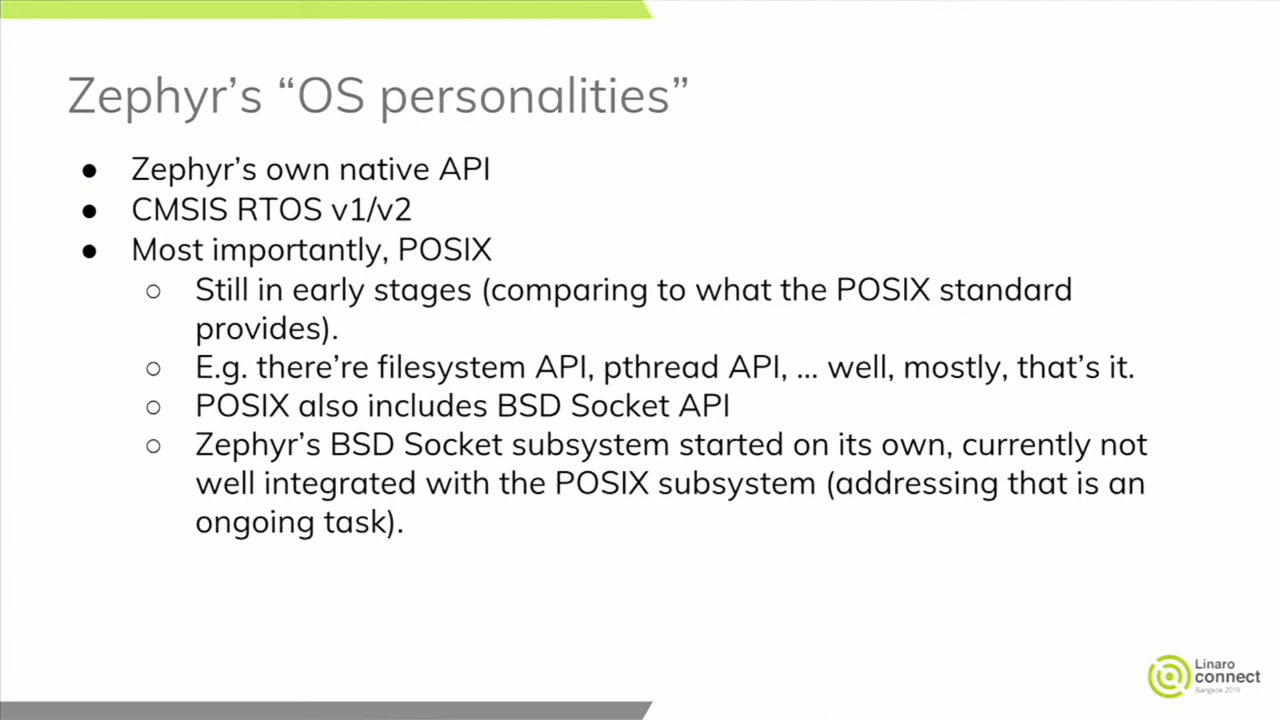 Zephyr's “OS personalities”
● Zephyr's own native API
● CMSIS RTOS v1/v2
● Most importantly, POSIX
○ Still in early stages (comparing to what the POSIX standard
provides).
○ E.g. there're filesystem API, pthread API, ... well, mostly, that's it.
○ POSIX also includes BSD Socket API
○ Zephyr's BSD Socket subsystem started on its own, currently not
well integrated with the POSIX subsystem (addressing that is an
ongoing task).
Linaro
connect
Bangkok 2019